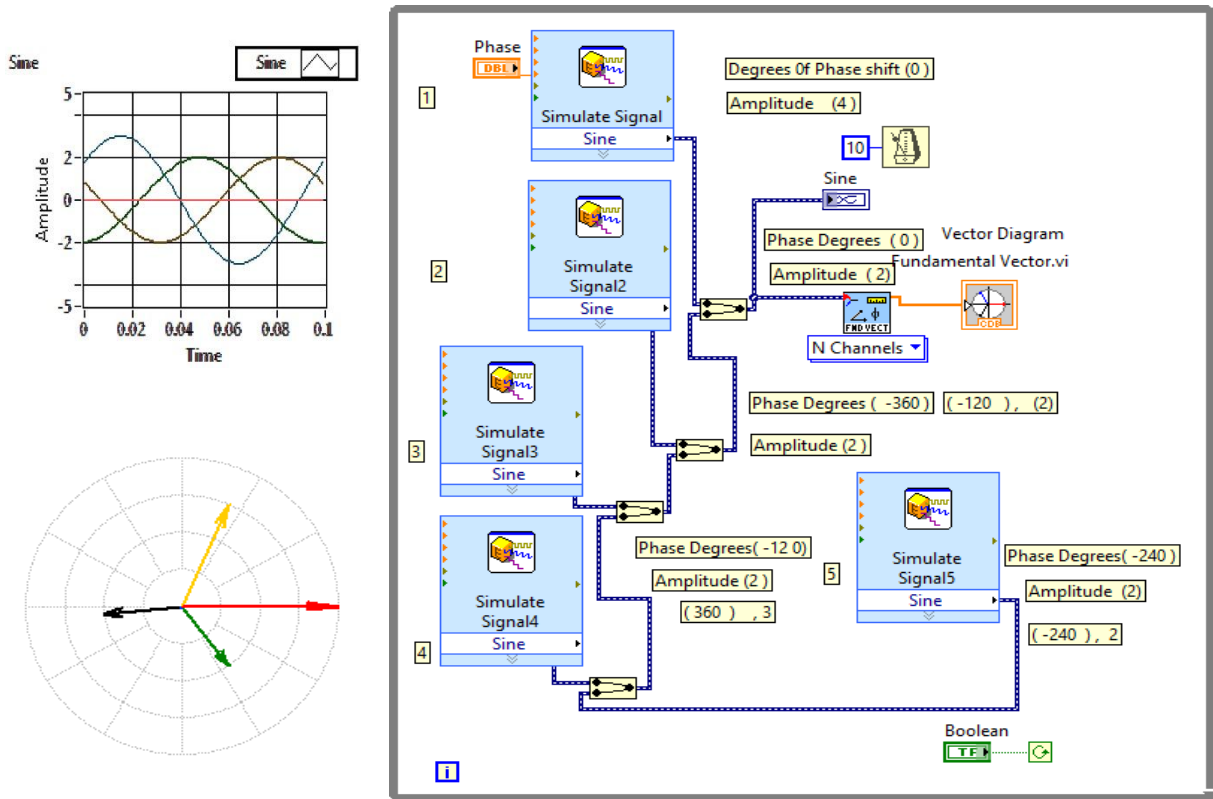 Sine
Sine
5
2
0
-2
-5
Amplitude
0
0.02
0.04
0.06
0.08
0.1
Time
Phase
DBL
1
Simulate Signal
Sine
Degrees 0f Phase shift (0 )
Amplitude (4 )
10
Sine
2
Simulate
Signal2
Sine
Phase Degrees ( 0 )
Amplitude ( 2)
Vector Diagram
Fundamental Vector.vi
FND VECT
CDB
N Channels
3
Simulate
Signal3
Sine
Phase Degrees ( -360 )
(-120 ) , (2)
Amplitude (2 )
4
Simulate
Signal4
Sine
Phase Degrees( -12 0)
Amplitude (2 )
( 360 ) , 3
5
Simulate
Signal5
Sine
Phase Degrees( -240 )
Amplitude (2)
(-240 ) , 2
Boolean
TF
i